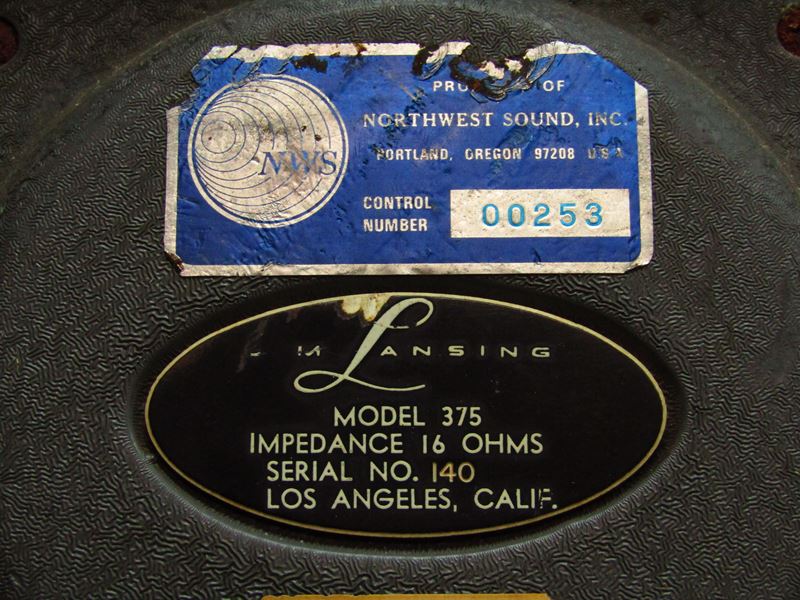 OF
NORTHWEST SOUND, INC.
NWS
PORTLAND, OREGON 97208 U.S.A.
CONTROL
NUMBER
00253
LANSING
MODEL 375
IMPEDANCE 16 OHMS
SERIAL NO. 140
LOS ANGELES, CALIF.